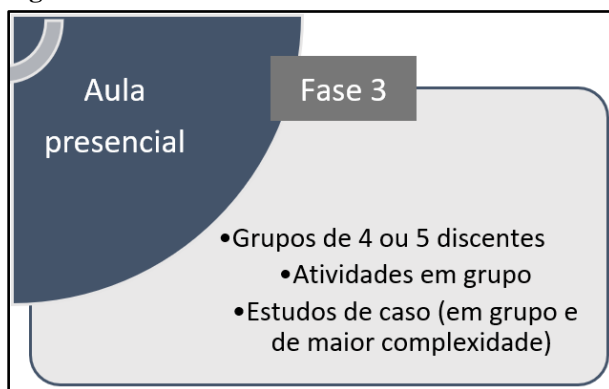 Aula
presencial
Fase 3
•Grupos de 4 ou 5 discentes
•Atividades em grupo
•Estudos de caso (em grupo e
de maior complexidade)